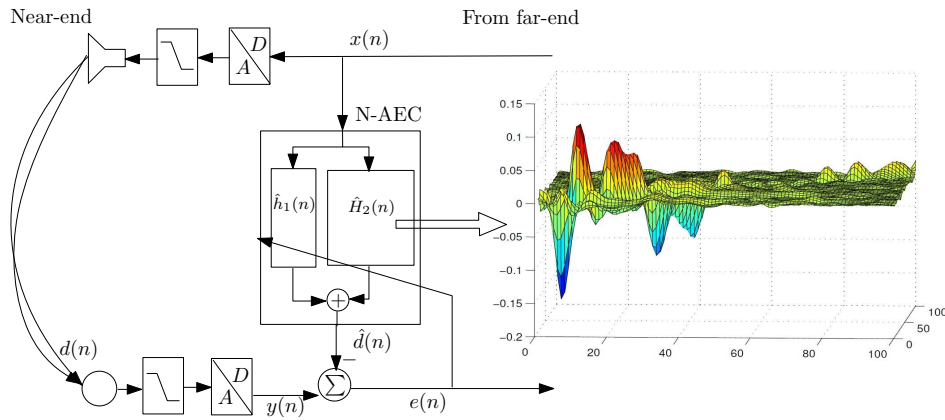 Near-end
From far-end
x(n)
D
A
N-AEC
ĥ₁(n)
Ĥ₂(n)
+
d̂(n)
−
d(n)
D
A
y(n)
Σ
e(n)
0.15
0.1
0.05
0
−0.05
−0.1
−0.15
−0.2
0
20
40
60
80
100
0
50
100